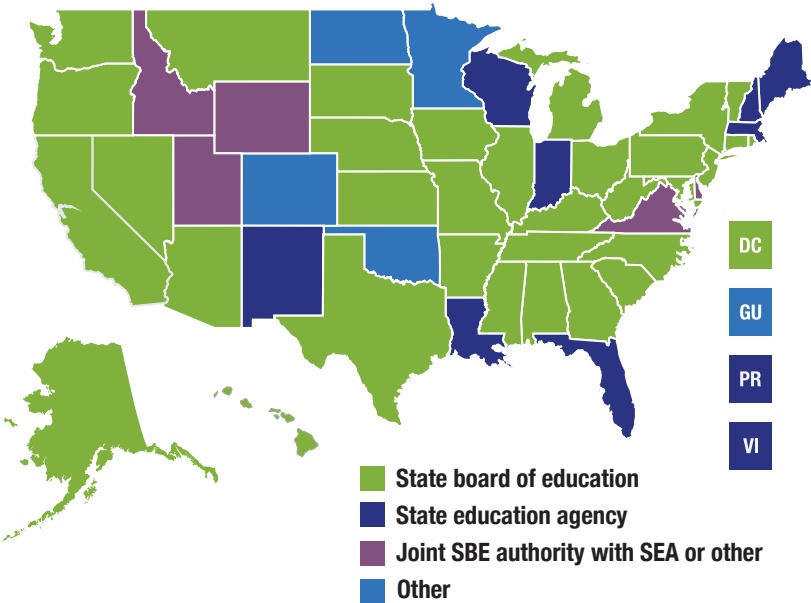 DC
GU
PR
VI
State board of education
State education agency
Joint SBE authority with SEA or other
Other